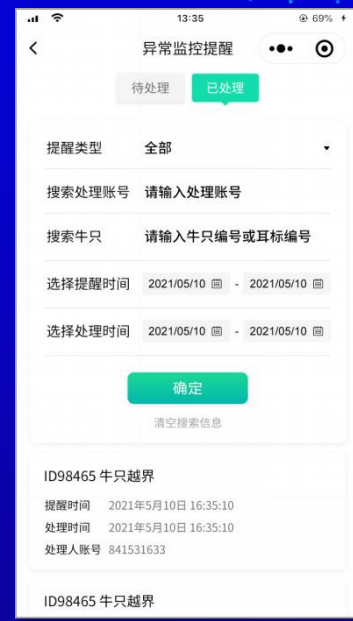 13:35
69%
异常监控提醒
待处理 已处理
提醒类型 全部
搜索处理账号 请输入处理账号
搜索牛只 请输入牛只编号或耳标编号
选择提醒时间 2021/05/10 - 2021/05/10
选择处理时间 2021/05/10 - 2021/05/10
确定
清空搜索信息
ID98465 牛只越界
提醒时间 2021年5月10日 16:35:10
处理时间 2021年5月10日 16:35:10
处理人账号 841531633
ID98465 牛只越界